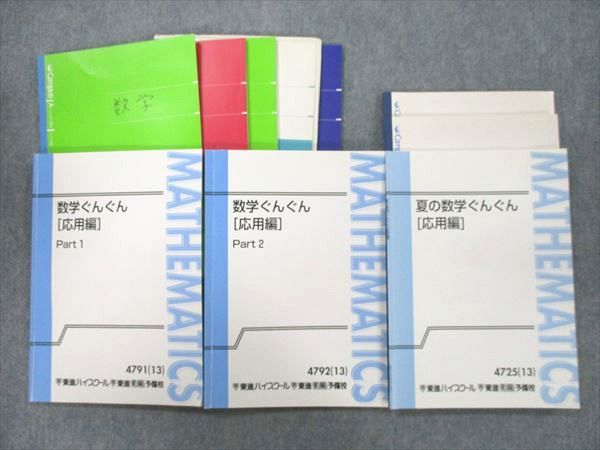 Campus
数学
数学ぐんぐん
[応用編]
Part 1
MATHEMATICS
4791(13)
東進ハイスクール 東進衛星予備校
数学ぐんぐん
[応用編]
Part 2
MATHEMATICS
4792(13)
東進ハイスクール 東進衛星予備校
夏の数学ぐんぐん
[応用編]
MATHEMATICS
4725(13)
東進ハイスクール 東進衛星予備校